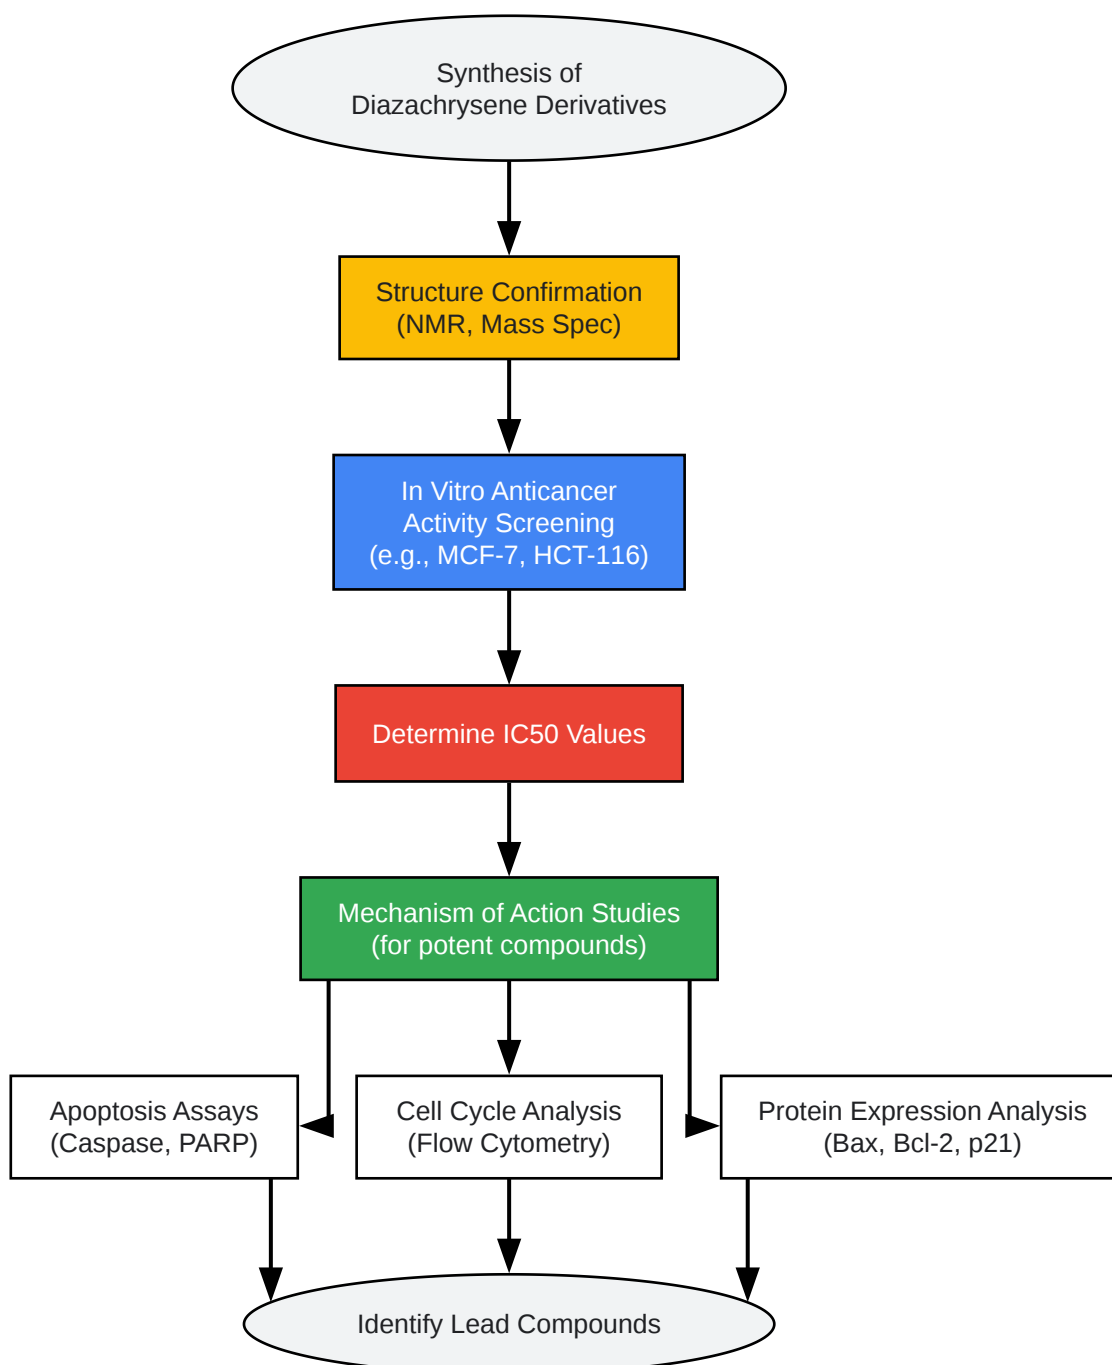 Synthesis of
Diazachrysene Derivatives
Structure Confirmation
(NMR, Mass Spec)
In Vitro Anticancer
Activity Screening
(e.g., MCF-7, HCT-116)
Determine IC50 Values
Mechanism of Action Studies
(for potent compounds)
Apoptosis Assays
(Caspase, PARP)
Cell Cycle Analysis
(Flow Cytometry)
Protein Expression Analysis
(Bax, Bcl-2, p21)
Identify Lead Compounds